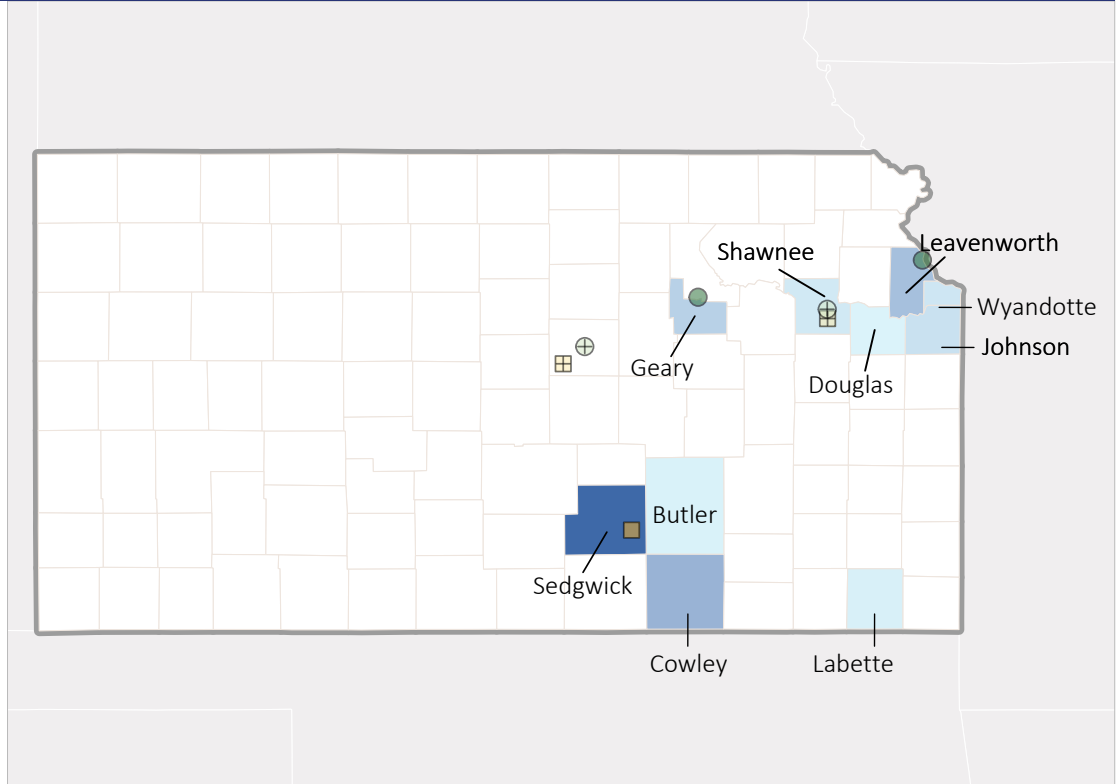 Leavenworth
Shawnee
Wyandotte
Johnson
Geary
Douglas
Butler
Sedgwick
Cowley
Labette